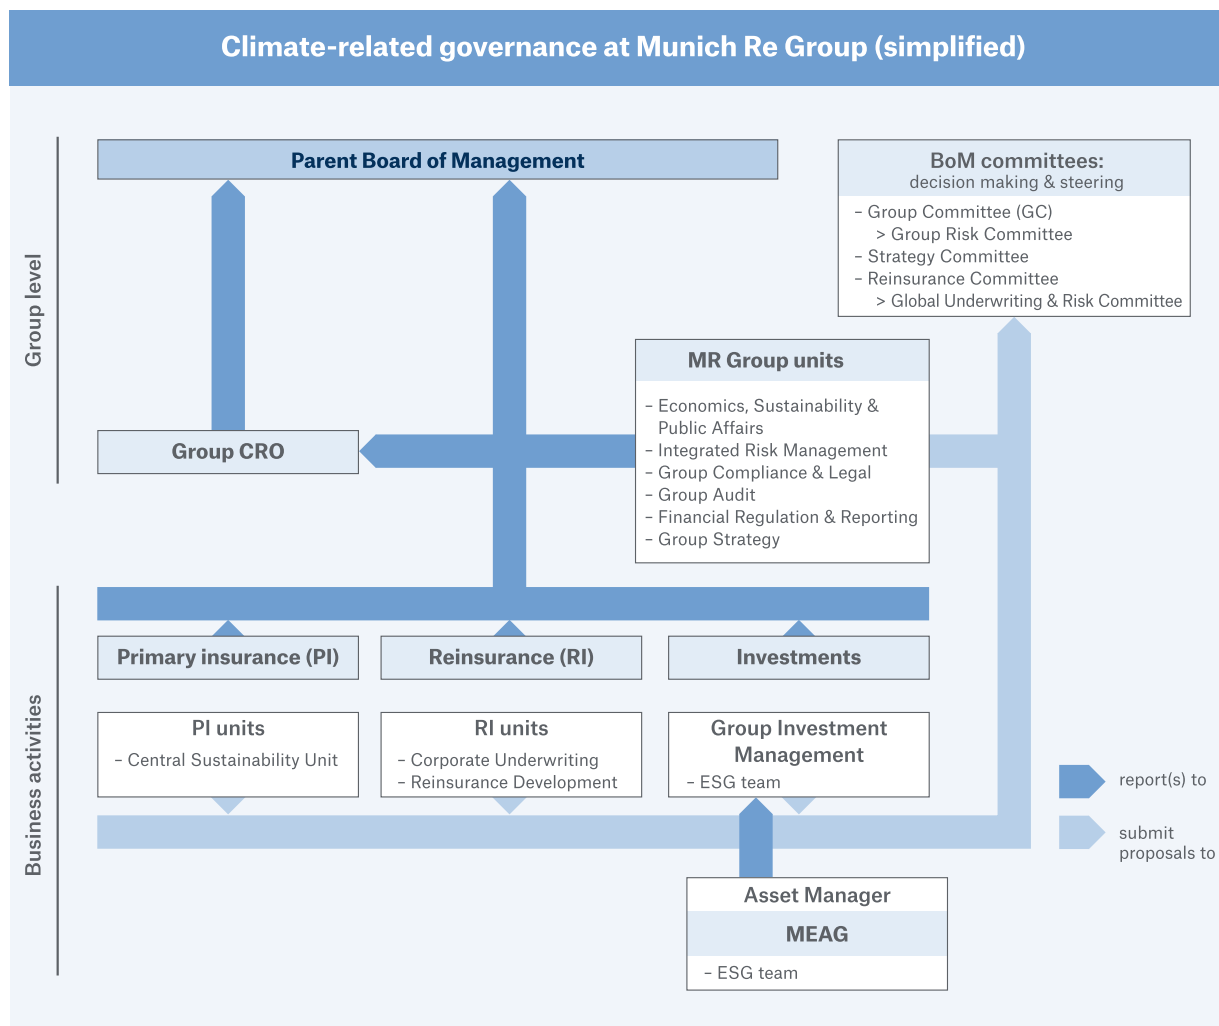 Climate-related governance at Munich Re Group (simplified)
Group level
Parent Board of Management
BoM committees:
decision making & steering
– Group Committee (GC)
> Group Risk Committee
– Strategy Committee
– Reinsurance Committee
> Global Underwriting & Risk Committee
MR Group units
– Economics, Sustainability &
Public Affairs
– Integrated Risk Management
– Group Compliance & Legal
– Group Audit
– Financial Regulation & Reporting
– Group Strategy
Group CRO
Business activities
Primary insurance (PI)
Reinsurance (RI)
Investments
PI units
– Central Sustainability Unit
RI units
– Corporate Underwriting
– Reinsurance Development
Group Investment
Management
– ESG team
Asset Manager
MEAG
– ESG team
report(s) to
submit
proposals to